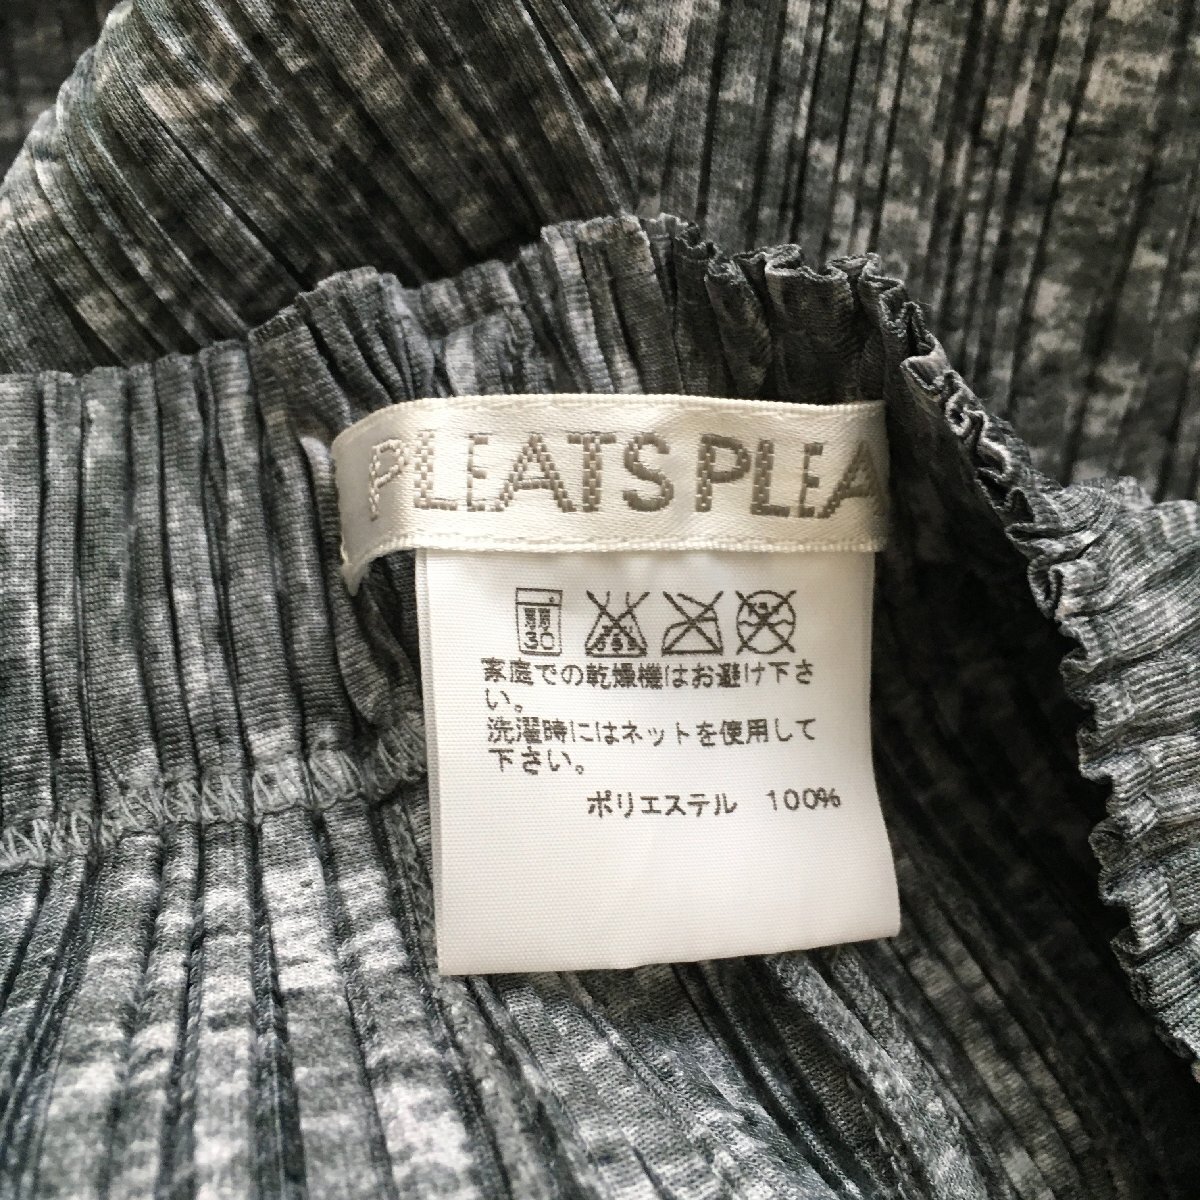 PLEATS PLEA
30
家庭での乾燥機はお避け下さ
い。
洗濯時にはネットを使用して
下さい。
ポリエステル 100%